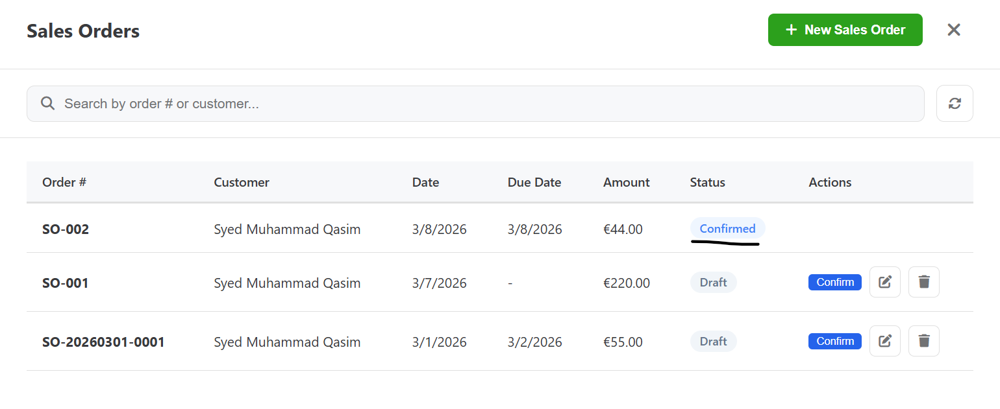 Sales Orders
+ New Sales Order
Search by order # or customer...
Order # Customer Date Due Date Amount Status Actions
SO-002 Syed Muhammad Qasim 3/8/2026 3/8/2026 €44.00 Confirmed
SO-001 Syed Muhammad Qasim 3/7/2026 - €220.00 Draft Confirm
SO-20260301-0001 Syed Muhammad Qasim 3/1/2026 3/2/2026 €55.00 Draft Confirm